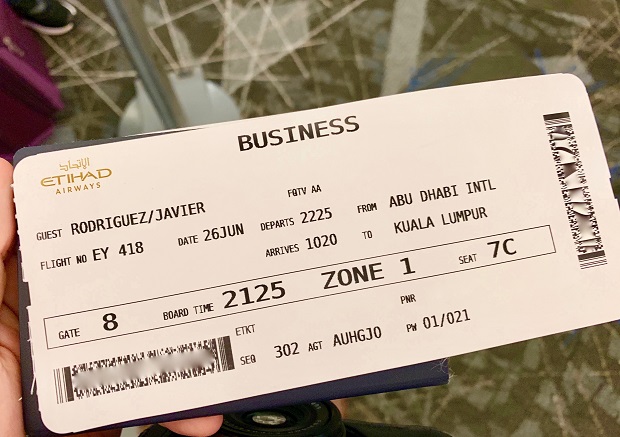 BUSINESS
الإتحاد
ETIHAD
AIRWAYS
FQTV AA
GUEST RODRIGUEZ/JAVIER
FLIGHT NO EY 418 DATE 26JUN DEPARTS 2225 FROM ABU DHABI INTL
ARRIVES 1020 TO KUALA LUMPUR
GATE 8 BOARD TIME 2125 ZONE 1 SEAT 7C
ETKT PNR
SEQ 302 AGT AUHGJO PW 01/021